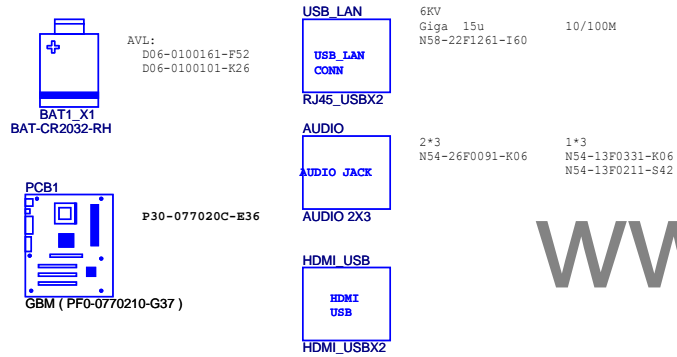 AVL:
D06-0100161-F52
D06-0100101-K26
BAT1_X1
BAT-CR2032-RH
PCB1
P30-077020C-E36
GBM ( PF0-0770210-G37 )
USB_LAN
USB_LAN
CONN
RJ45_USBX2
6KV
Giga 15u 10/100M
N58-22F1261-I60
AUDIO
AUDIO JACK
AUDIO 2X3
2*3 1*3
N54-26F0091-K06 N54-13F0331-K06
N54-13F0211-S42
HDMI_USB
HDMI
USB
HDMI_USBX2